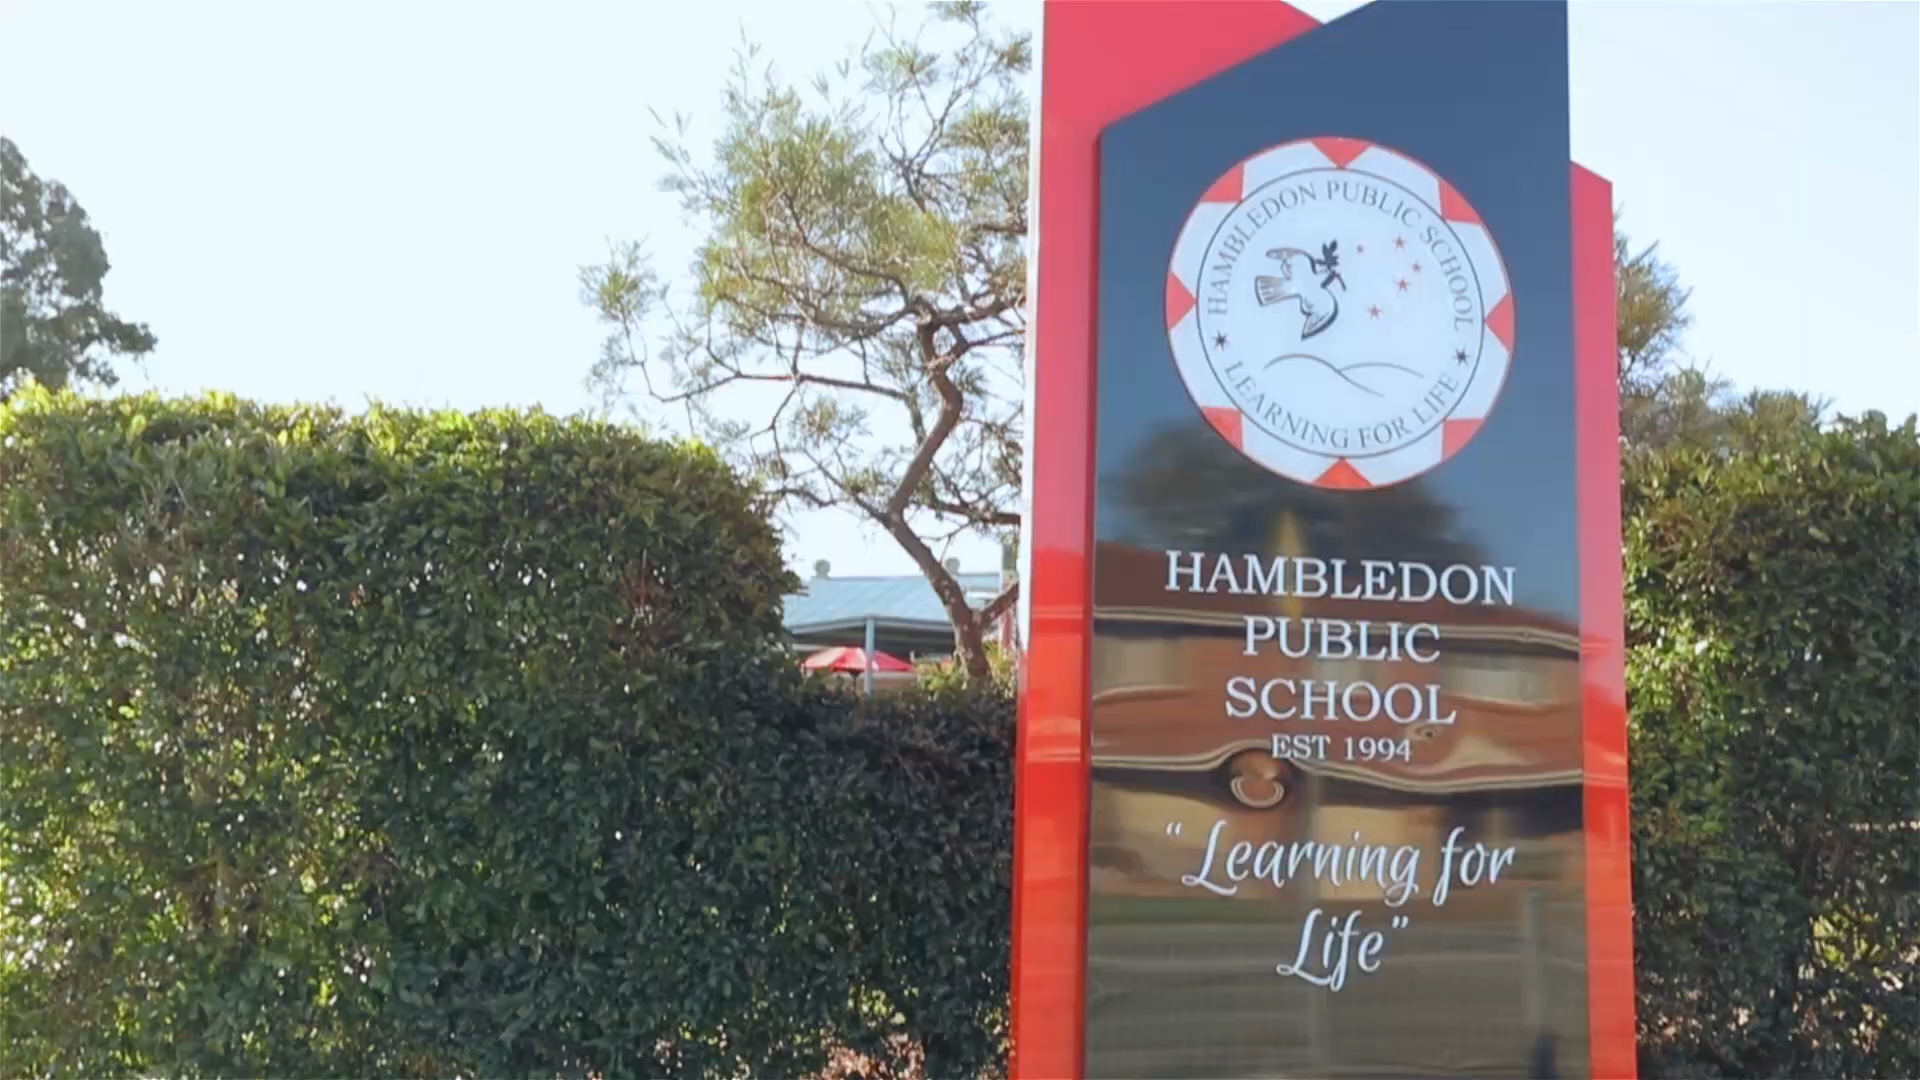 HAMBLEDON PUBLIC SCHOOL
LEARNING FOR LIFE
HAMBLEDON
PUBLIC
SCHOOL
EST 1994
“Learning for
Life”